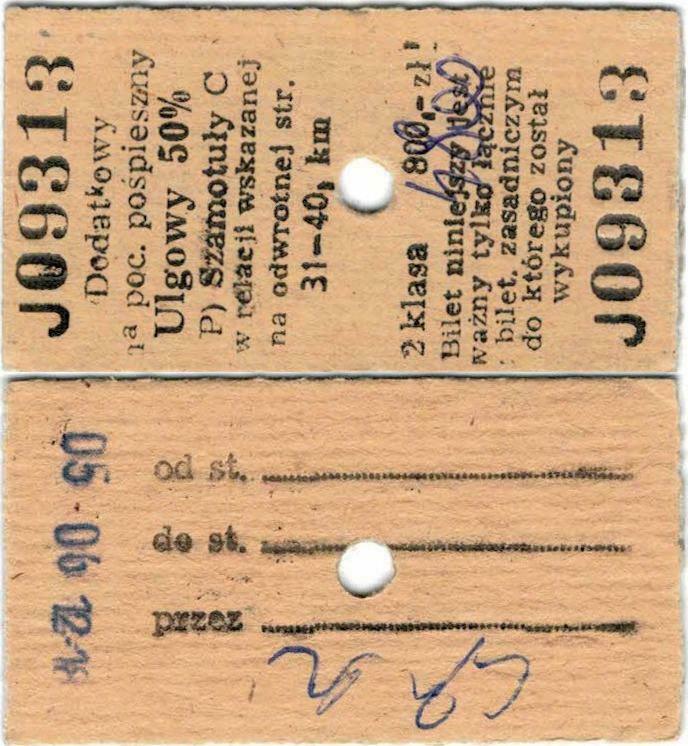 J09313
Dodatkowy
na poc. pośpieszny
Ulgowy 50%
P) Szamotuły C
w relacji wskazanej
na odwrotnej str.
31-40, km
2 klasa 800,- zł
Bilet niniejszy jest
ważny tylko łącznie
bilet. zasadniczym
do którego został
wykupiony
J09313
05 06
od st.
do st.
przez